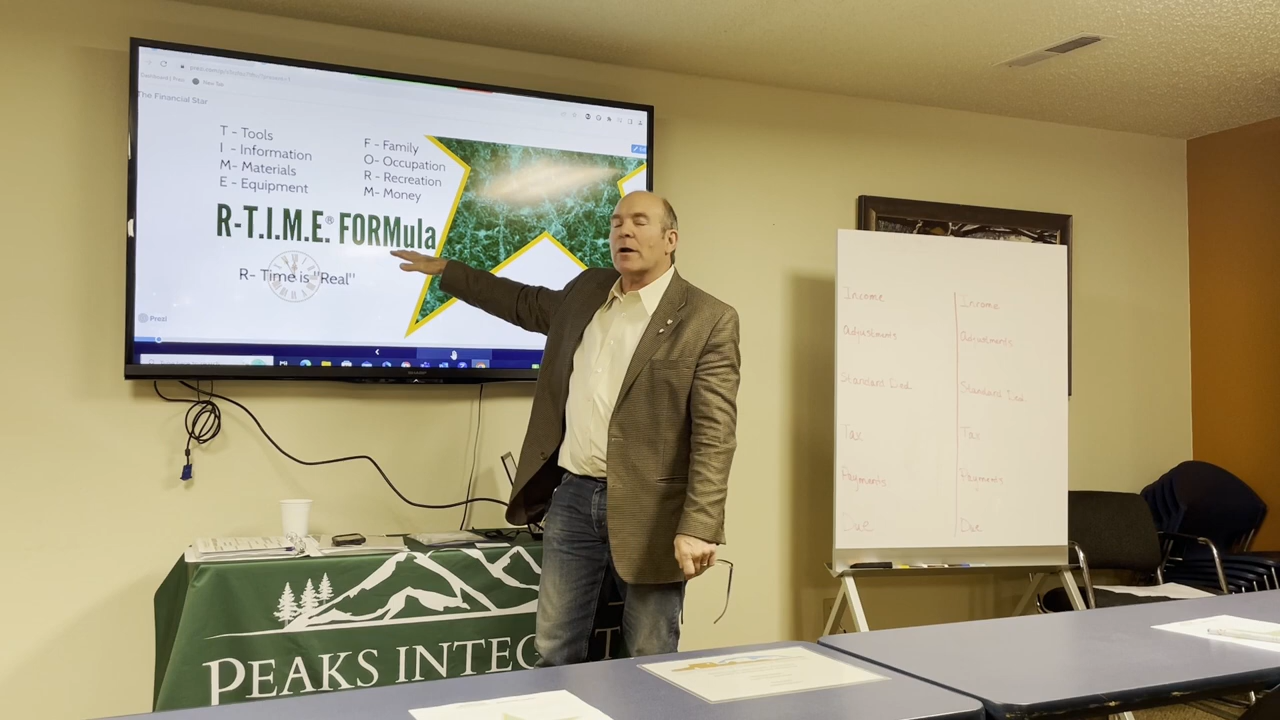 The Financial Star
T - Tools
I - Information
M- Materials
E - Equipment
F - Family
O- Occupation
R - Recreation
M- Money
R-T.I.M.E.® FORMula
R- Time is "Real"
Prezi
Income
Adjustments
Standard Ded
Tax
Payments
Due
Income
Adjustments
Standard Ded
Tax
Payments
Due
PEAKS INTEG